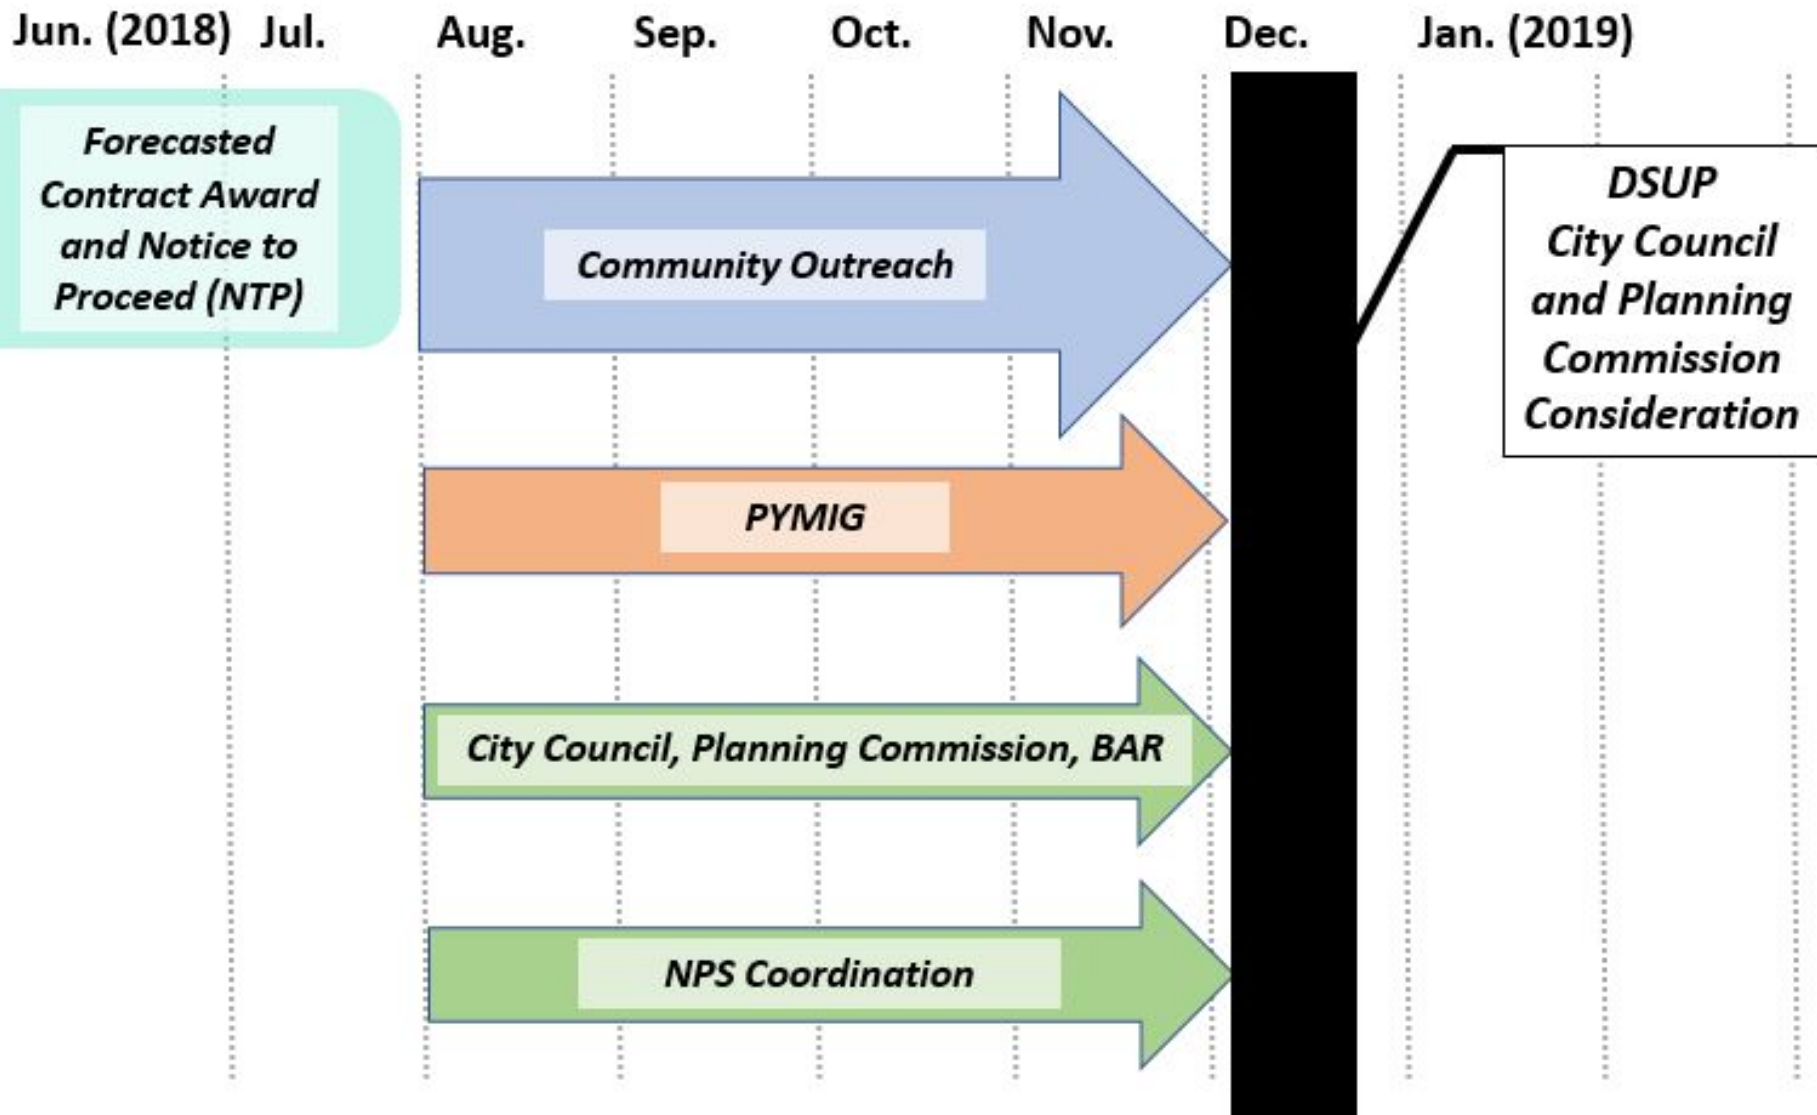 Jun. (2018) Jul. Aug. Sep. Oct. Nov. Dec. Jan. (2019)
Forecasted
Contract Award
and Notice to
Proceed (NTP)
Community Outreach
DSUP
City Council
and Planning
Commission
Consideration
PYMIG
City Council, Planning Commission, BAR
NPS Coordination